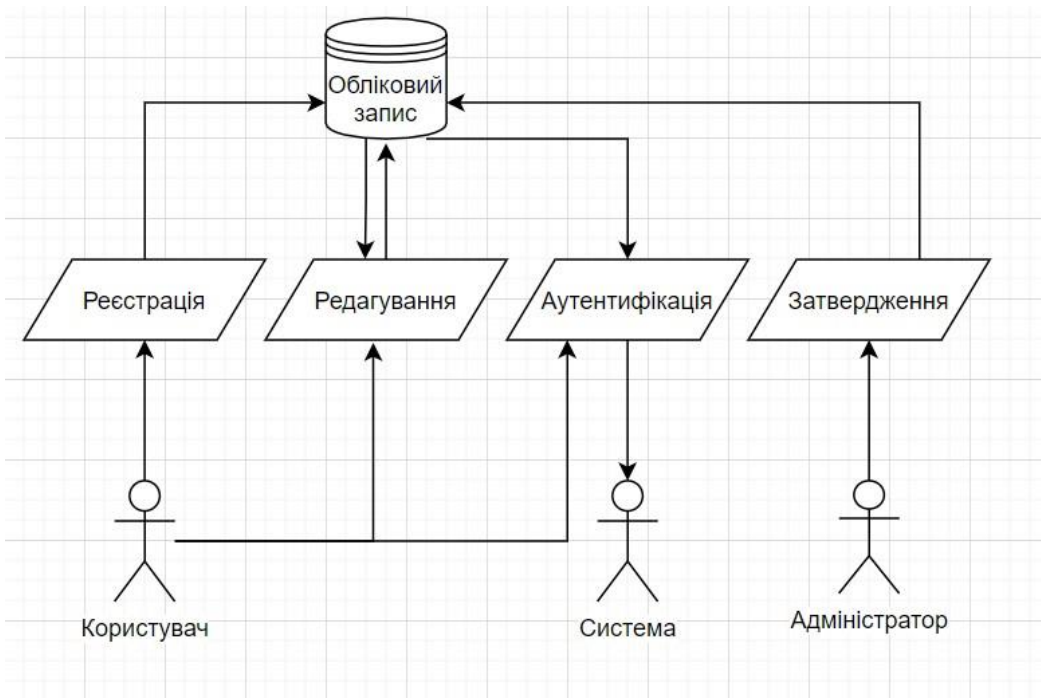 Обліковий
запис
Реєстрація
Редагування
Аутентифікація
Затвердження
Користувач
Система
Адміністратор